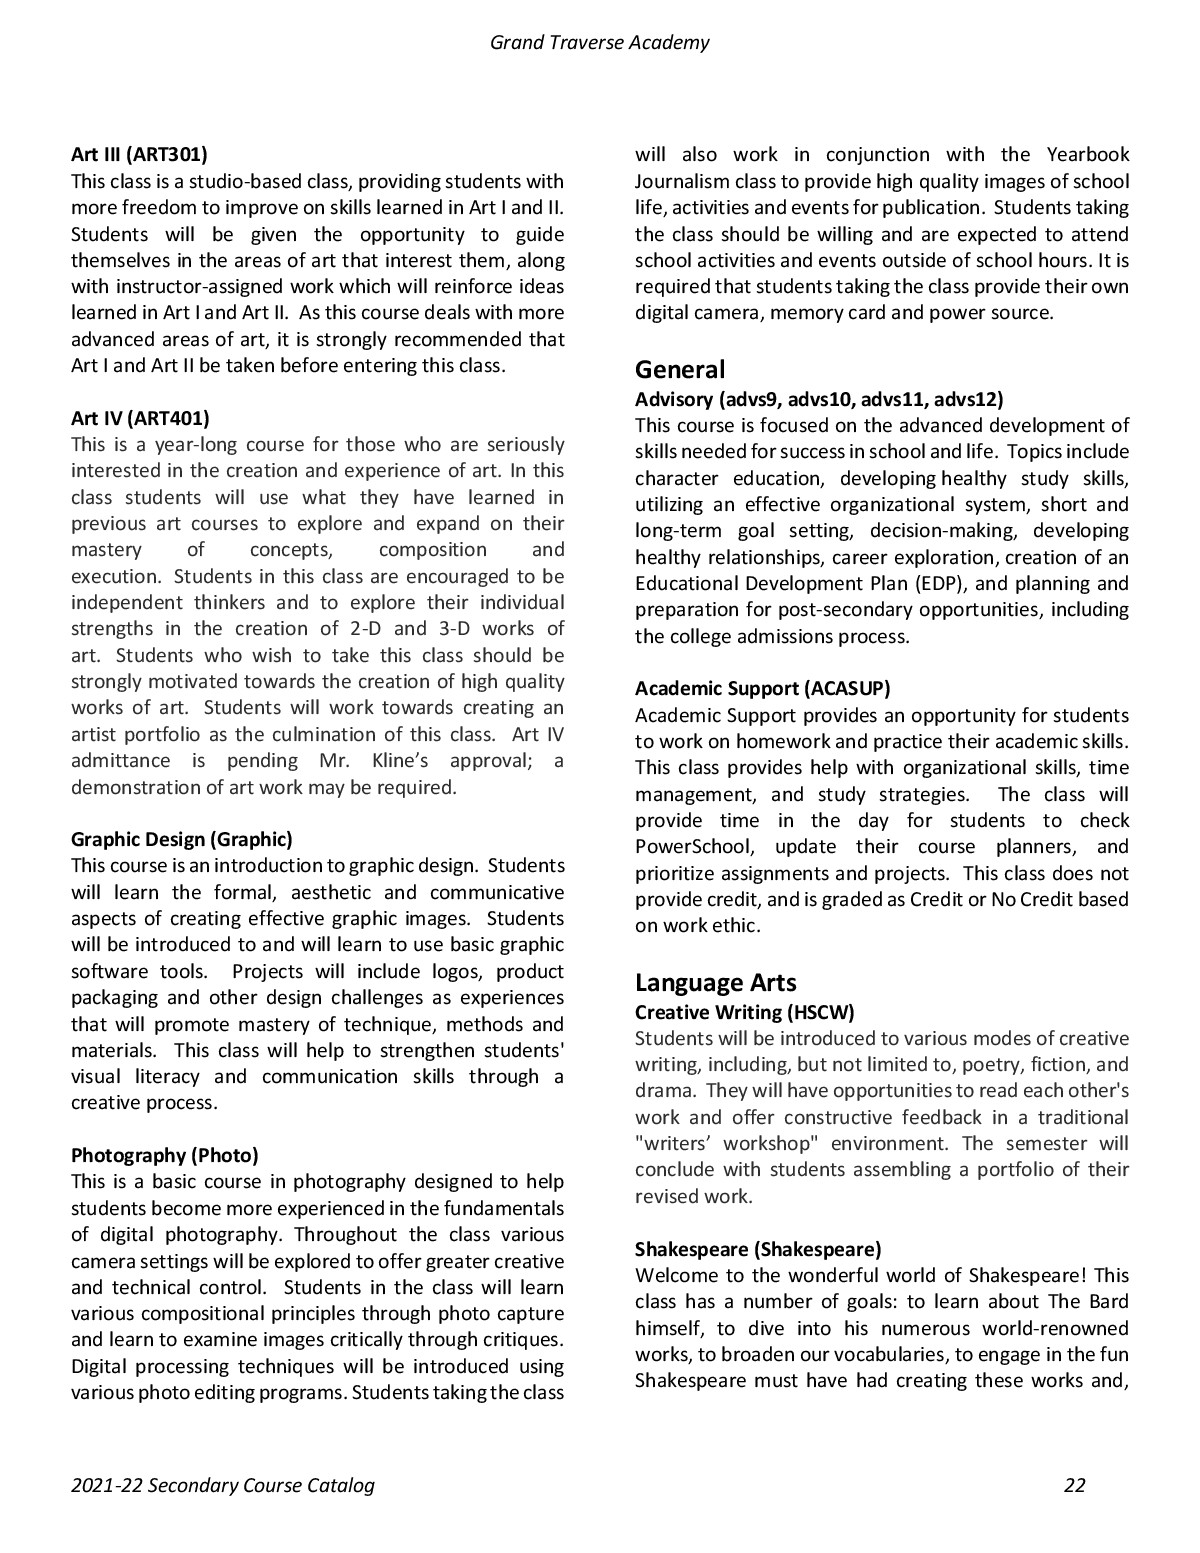 Grand Traverse Academy
Art III (ART301)
This class is a studio-based class, providing students with
more freedom to improve on skills learned in Art I and II.
Students will be given the opportunity to guide
themselves in the areas of art that interest them, along
with instructor-assigned work which will reinforce ideas
learned in Art I and Art II.  As this course deals with more
advanced areas of art, it is strongly recommended that
Art I and Art II be taken before entering this class.
Art IV (ART401)
This is a year-long course for those who are seriously
interested in the creation and experience of art. In this
class students will use what they have learned in
previous art courses to explore and expand on their
mastery of concepts, composition and
execution.  Students in this class are encouraged to be
independent thinkers and to explore their individual
strengths in the creation of 2-D and 3-D works of
art.  Students who wish to take this class should be
strongly motivated towards the creation of high quality
works of art.  Students will work towards creating an
artist portfolio as the culmination of this class.  Art IV
admittance is pending Mr. Kline’s approval; a
demonstration of art work may be required.
Graphic Design (Graphic)
This course is an introduction to graphic design.  Students
will learn the formal, aesthetic and communicative
aspects of creating effective graphic images.  Students
will be introduced to and will learn to use basic graphic
software tools.  Projects will include logos, product
packaging and other design challenges as experiences
that will promote mastery of technique, methods and
materials.  This class will help to strengthen students'
visual literacy and communication skills through a
creative process.
Photography (Photo)
This is a basic course in photography designed to help
students become more experienced in the fundamentals
of digital photography. Throughout the class various
camera settings will be explored to offer greater creative
and technical control.  Students in the class will learn
various compositional principles through photo capture
and learn to examine images critically through critiques.
Digital processing techniques will be introduced using
various photo editing programs. Students taking the class
will also work in conjunction with the Yearbook
Journalism class to provide high quality images of school
life, activities and events for publication.  Students taking
the class should be willing and are expected to attend
school activities and events outside of school hours. It is
required that students taking the class provide their own
digital camera, memory card and power source.
General
Advisory (advs9, advs10, advs11, advs12)
This course is focused on the advanced development of
skills needed for success in school and life.  Topics include
character education, developing healthy study skills,
utilizing an effective organizational system, short and
long-term goal setting, decision-making, developing
healthy relationships, career exploration, creation of an
Educational Development Plan (EDP), and planning and
preparation for post-secondary opportunities, including
the college admissions process.
Academic Support (ACASUP)
Academic Support provides an opportunity for students
to work on homework and practice their academic skills.
This class provides help with organizational skills, time
management, and study strategies.  The class will
provide time in the day for students to check
PowerSchool, update their course planners, and
prioritize assignments and projects.  This class does not
provide credit, and is graded as Credit or No Credit based
on work ethic.
Language Arts
Creative Writing (HSCW)
Students will be introduced to various modes of creative
writing, including, but not limited to, poetry, fiction, and
drama.  They will have opportunities to read each other's
work and offer constructive feedback in a traditional
"writers’ workshop" environment. The semester will
conclude with students assembling a portfolio of their
revised work.
Shakespeare (Shakespeare)
Welcome to the wonderful world of Shakespeare! This
class has a number of goals: to learn about The Bard
himself, to dive into his numerous world-renowned
works, to broaden our vocabularies, to engage in the fun
Shakespeare must have had creating these works and,
2021-22 Secondary Course Catalog 22